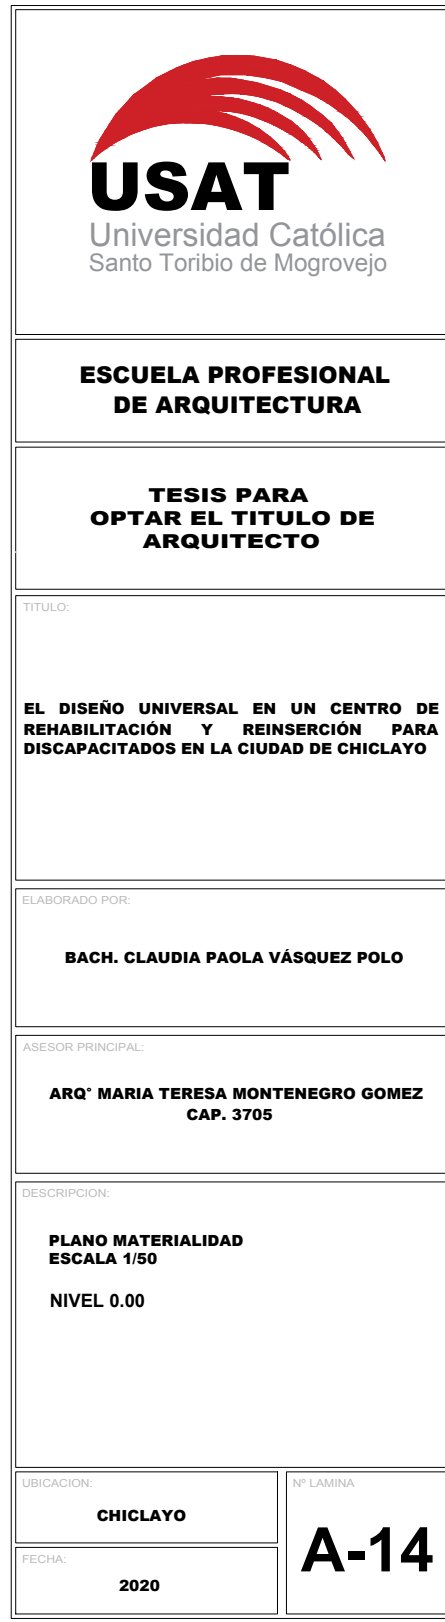 USAT
Universidad Católica
Santo Toribio de Mogrovejo
ESCUELA PROFESIONAL
DE ARQUITECTURA
TESIS PARA
OPTAR EL TITULO DE
ARQUITECTO
TITULO:
EL DISEÑO UNIVERSAL EN UN CENTRO DE
REHABILITACIÓN Y REINSERCIÓN PARA
DISCAPACITADOS EN LA CIUDAD DE CHICLAYO
ELABORADO POR:
BACH. CLAUDIA PAOLA VÁSQUEZ POLO
ASESOR PRINCIPAL:
ARQ° MARIA TERESA MONTENEGRO GOMEZ
CAP. 3705
DESCRIPCION:
PLANO MATERIALIDAD
ESCALA 1/50
NIVEL 0.00
UBICACION:
CHICLAYO
FECHA:
2020
Nº LAMINA
A-14